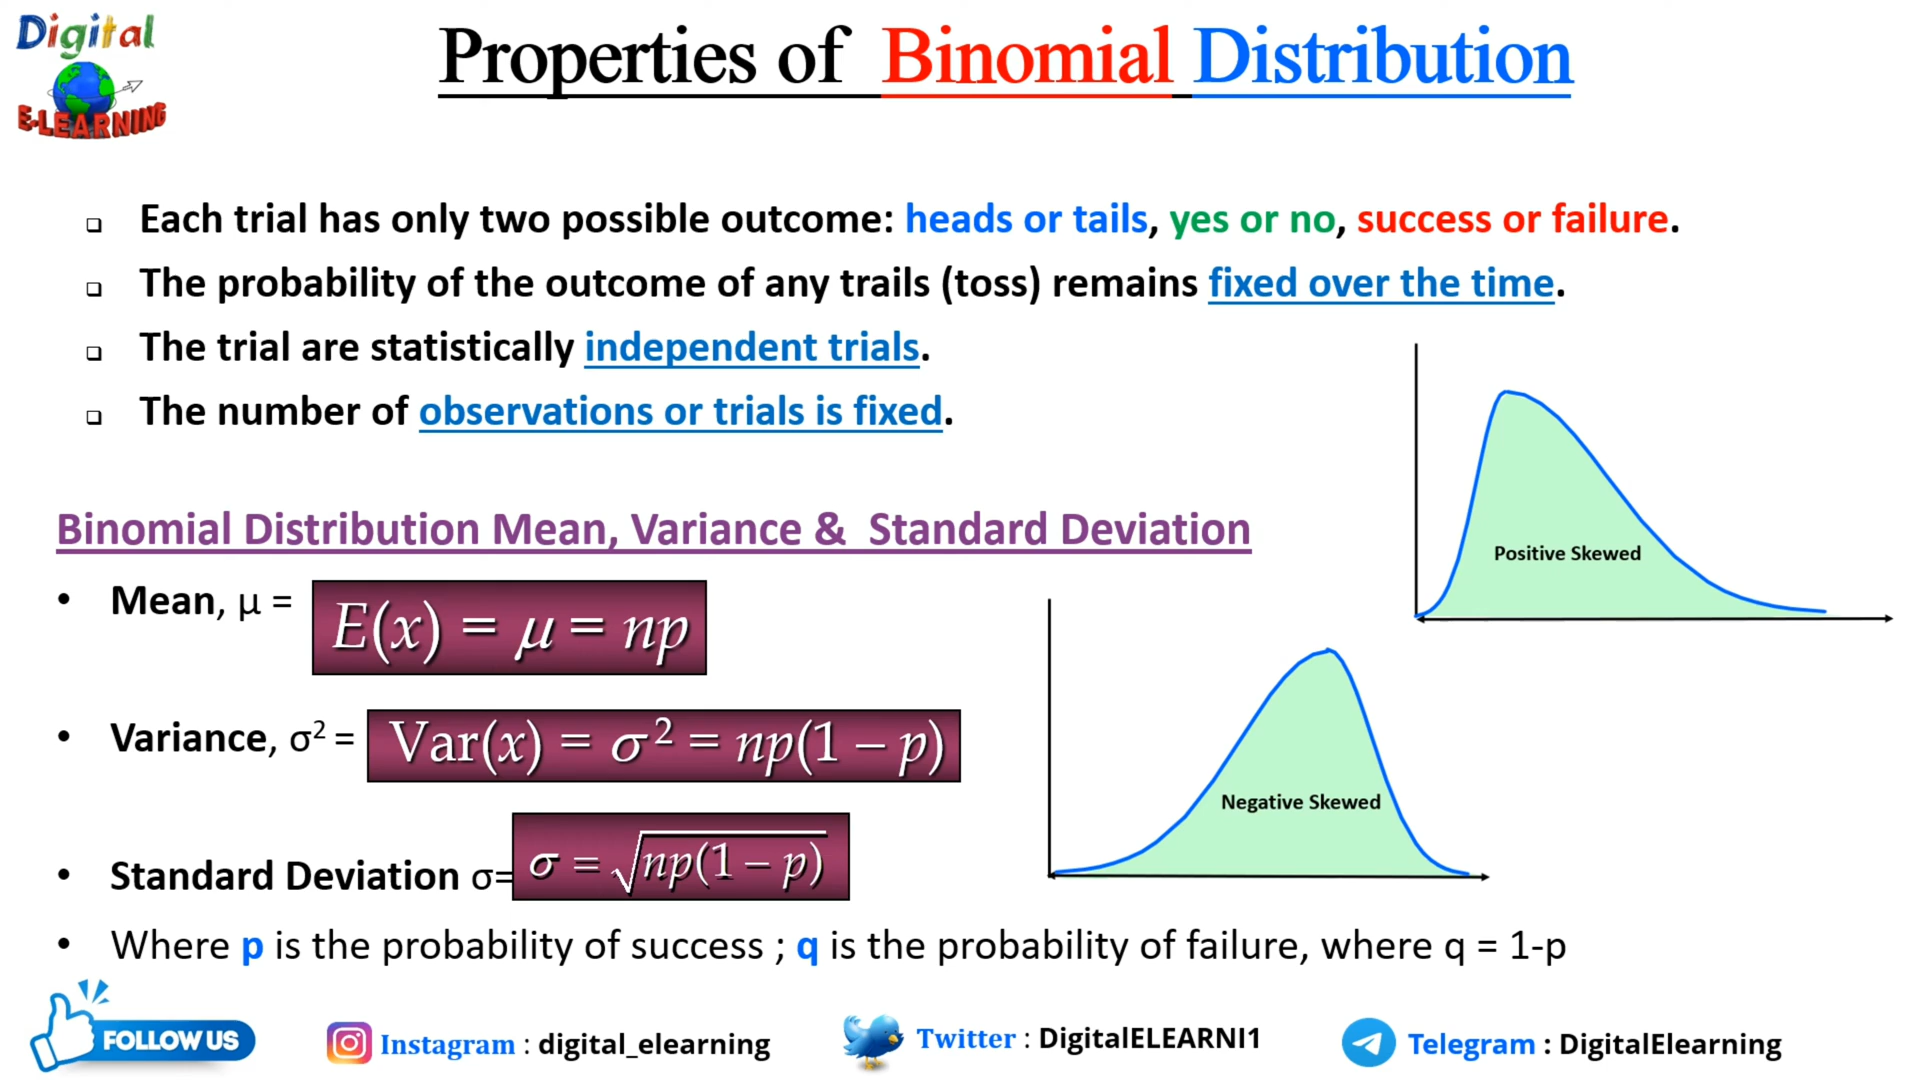 Digital
E-LEARNING
Properties of Binomial Distribution
❑ Each trial has only two possible outcome: heads or tails, yes or no, success or failure.
❑ The probability of the outcome of any trails (toss) remains fixed over the time.
❑ The trial are statistically independent trials.
❑ The number of observations or trials is fixed.
Binomial Distribution Mean, Variance & Standard Deviation
• Mean, μ = E(x) = μ = np
• Variance, σ² = Var(x) = σ² = np(1 – p)
• Standard Deviation σ= σ = √np(1 – p)
• Where p is the probability of success ; q is the probability of failure, where q = 1-p
Positive Skewed
Negative Skewed
FOLLOW US
Instagram : digital_elearning
Twitter : DigitalELEARNI1
Telegram : DigitalElearning